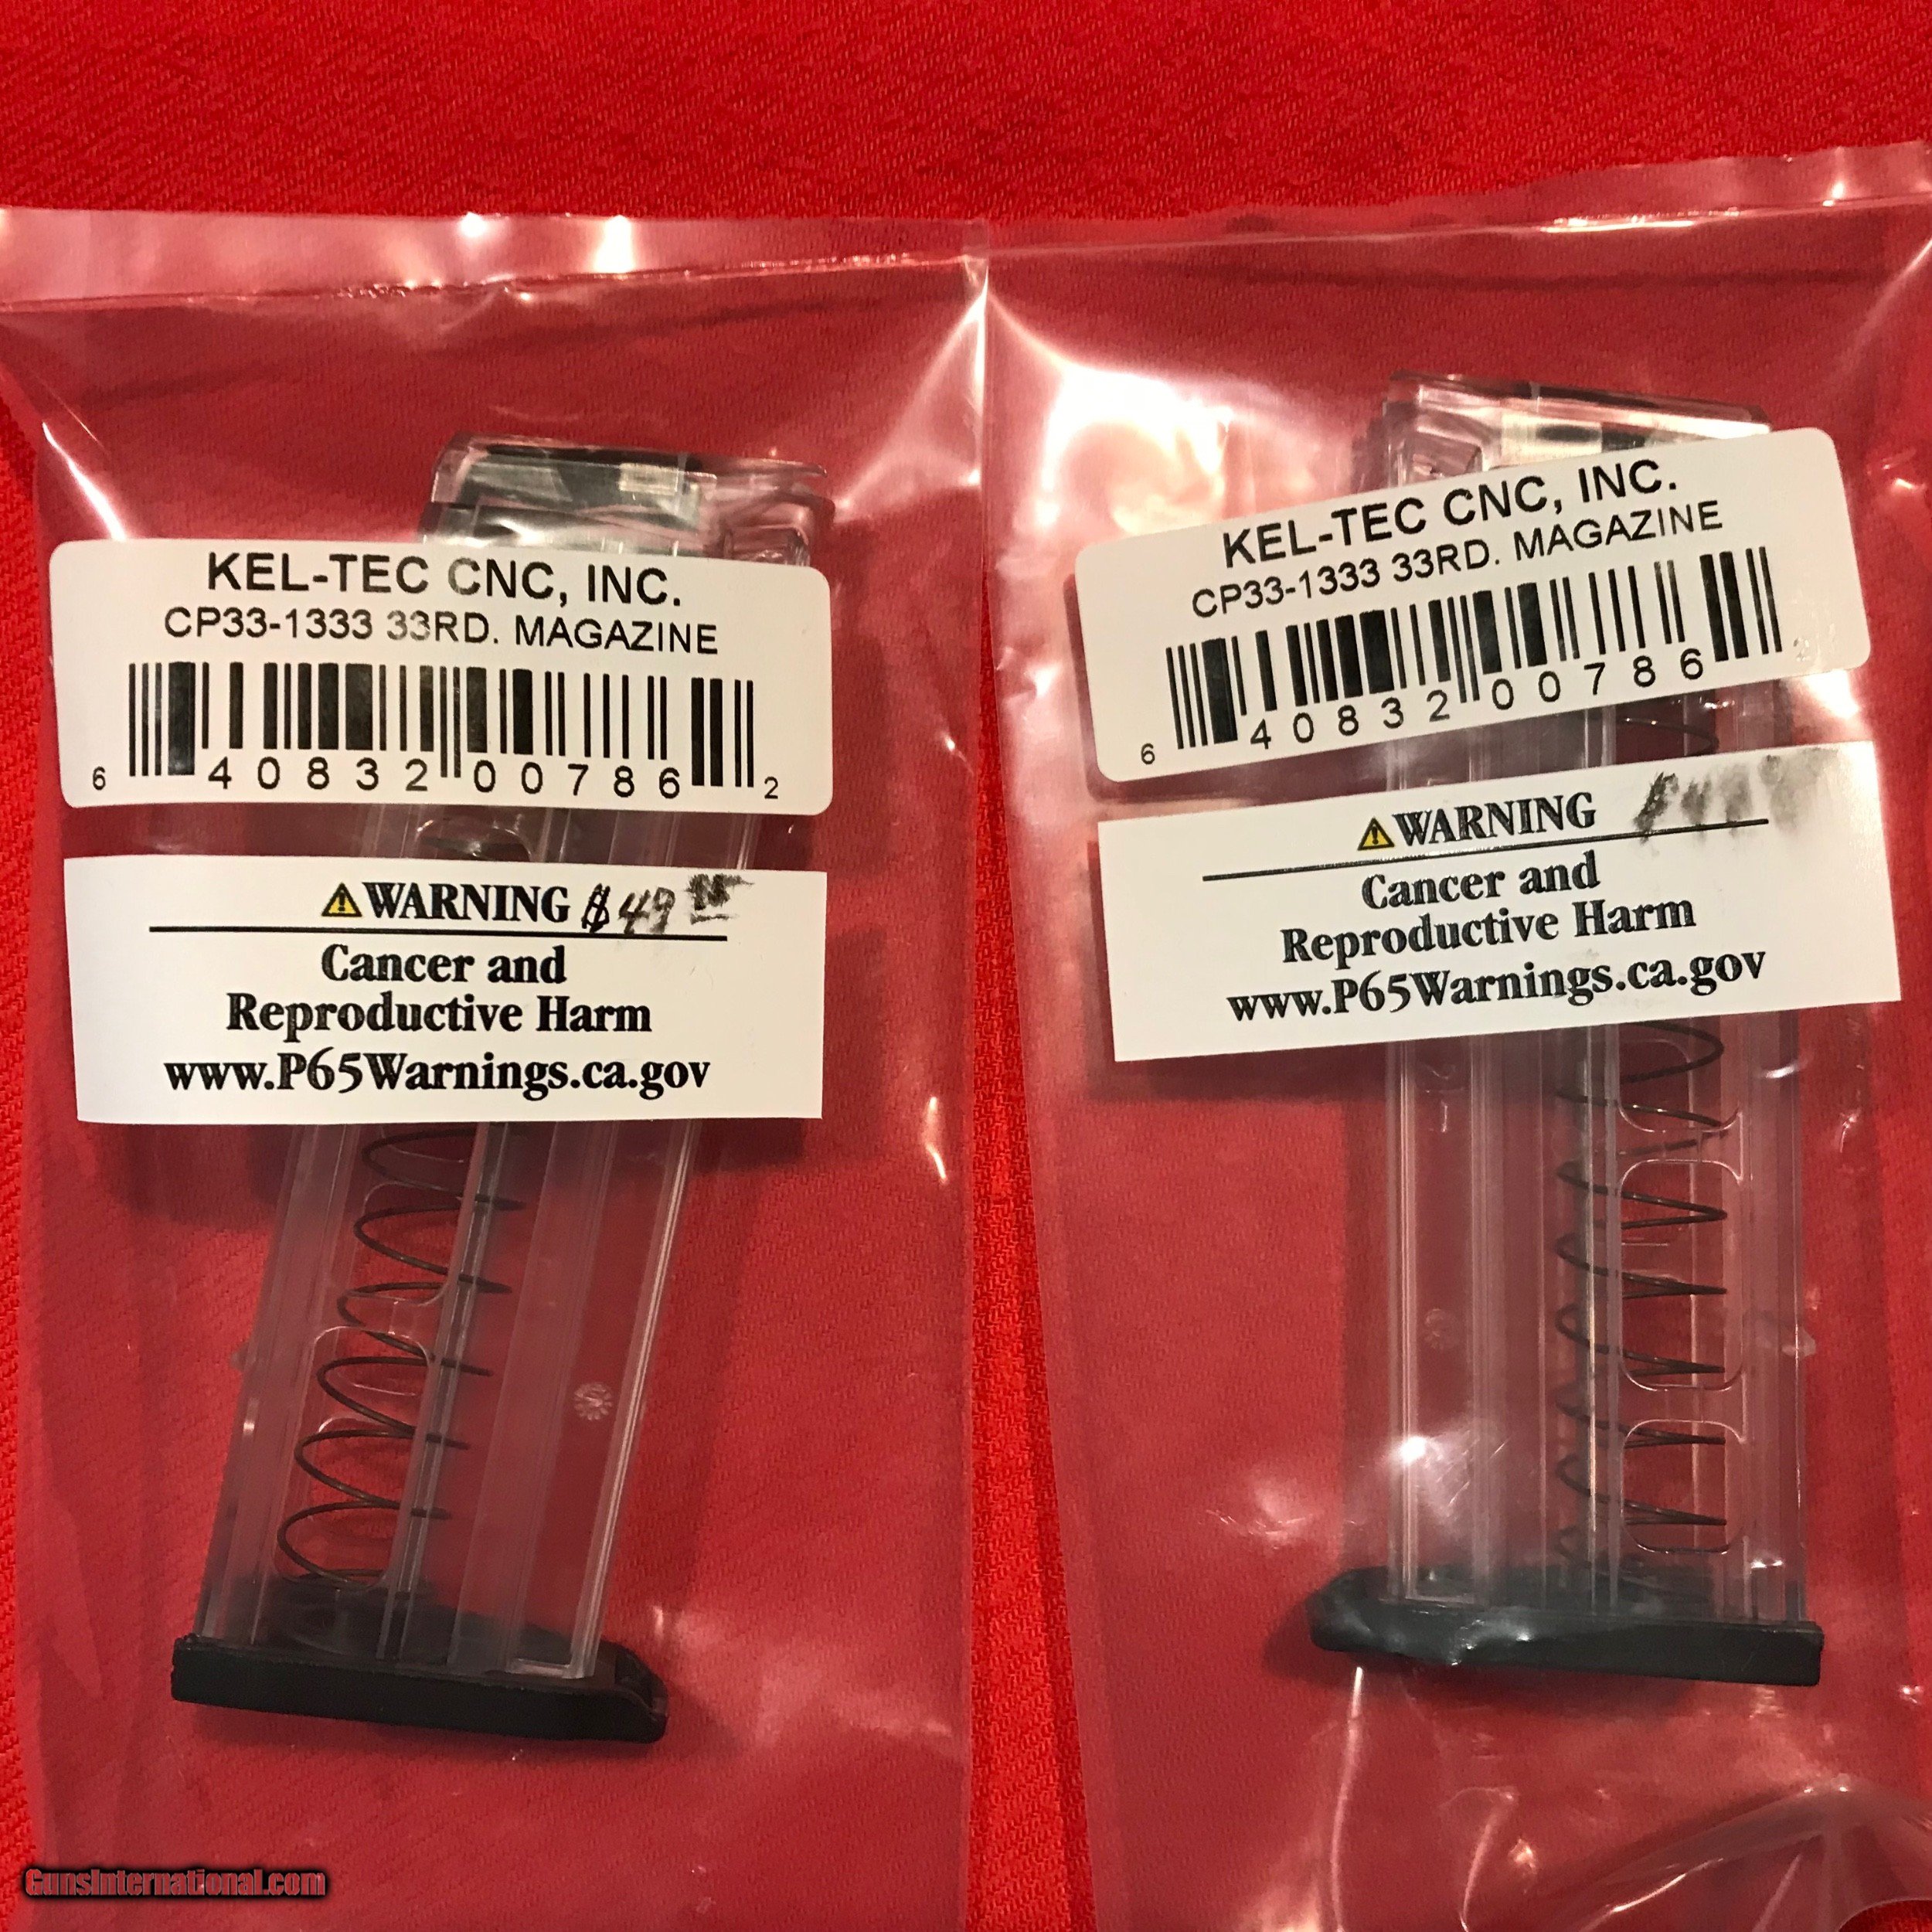 KEL-TEC CNC, INC.
CP33-1333 33RD. MAGAZINE
6 40832 00786 2
WARNING $49
Cancer and
Reproductive Harm
www.P65Warnings.ca.gov
KEL-TEC CNC, INC.
CP33-1333 33RD. MAGAZINE
6 40832 00786
WARNING
Cancer and
Reproductive Harm
www.P65Warnings.ca.gov
GunsInternational.com